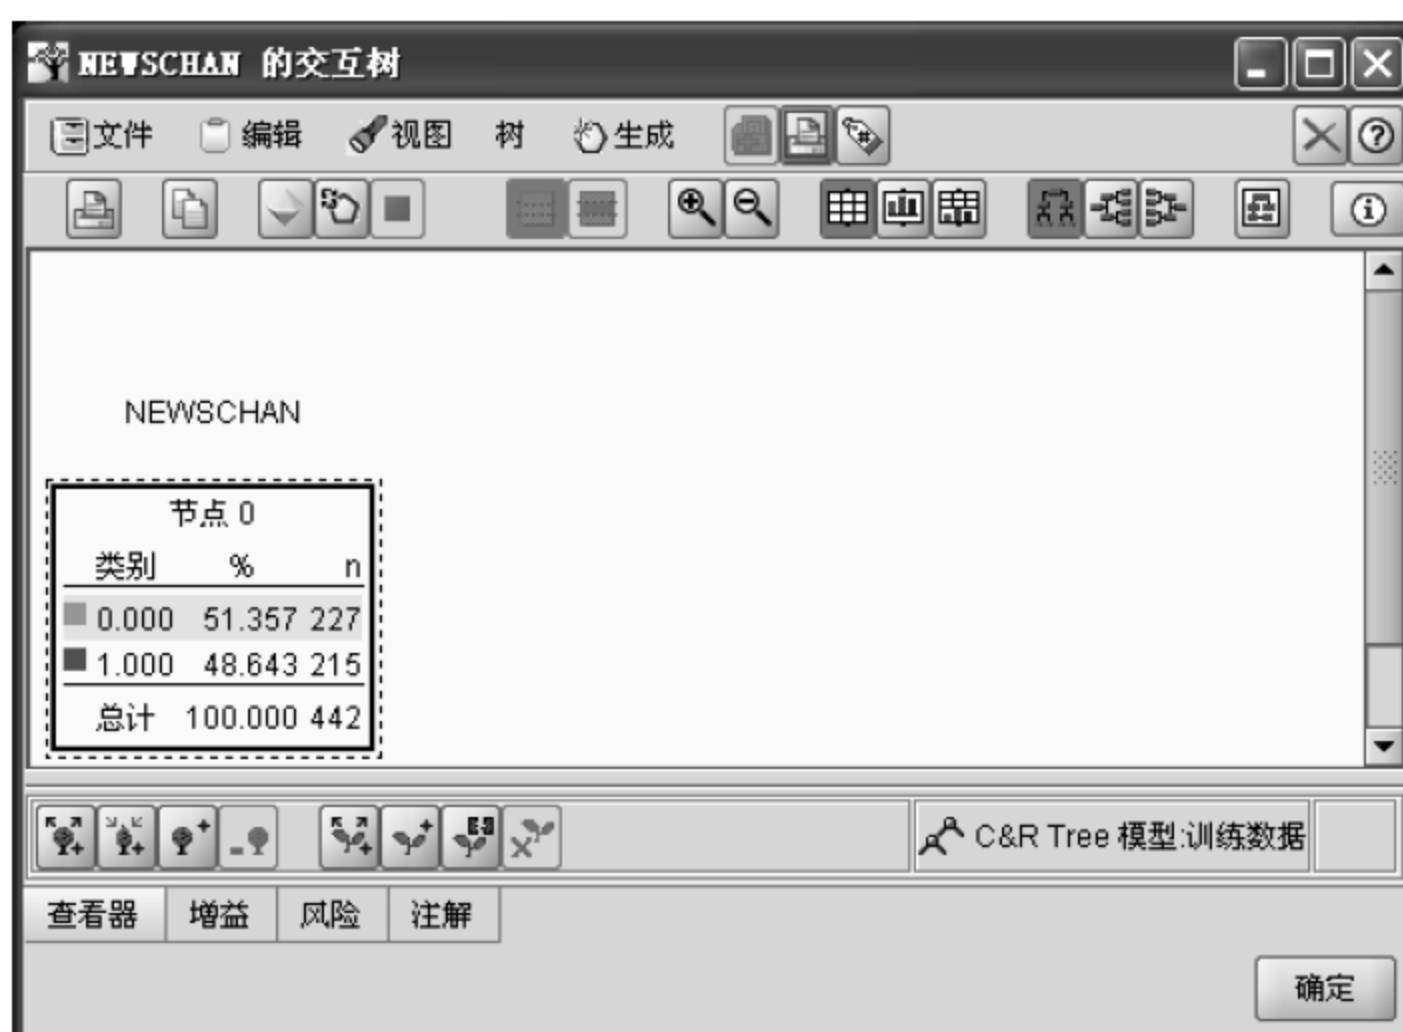 NEWSCHAN 的交互树
文件 编辑 视图 树 生成
NEWSCHAN
节点 0
类别 % n
0.000 51.357 227
1.000 48.643 215
总计 100.000 442
C&R Tree 模型:训练数据
查看器 增益 风险 注解
确定